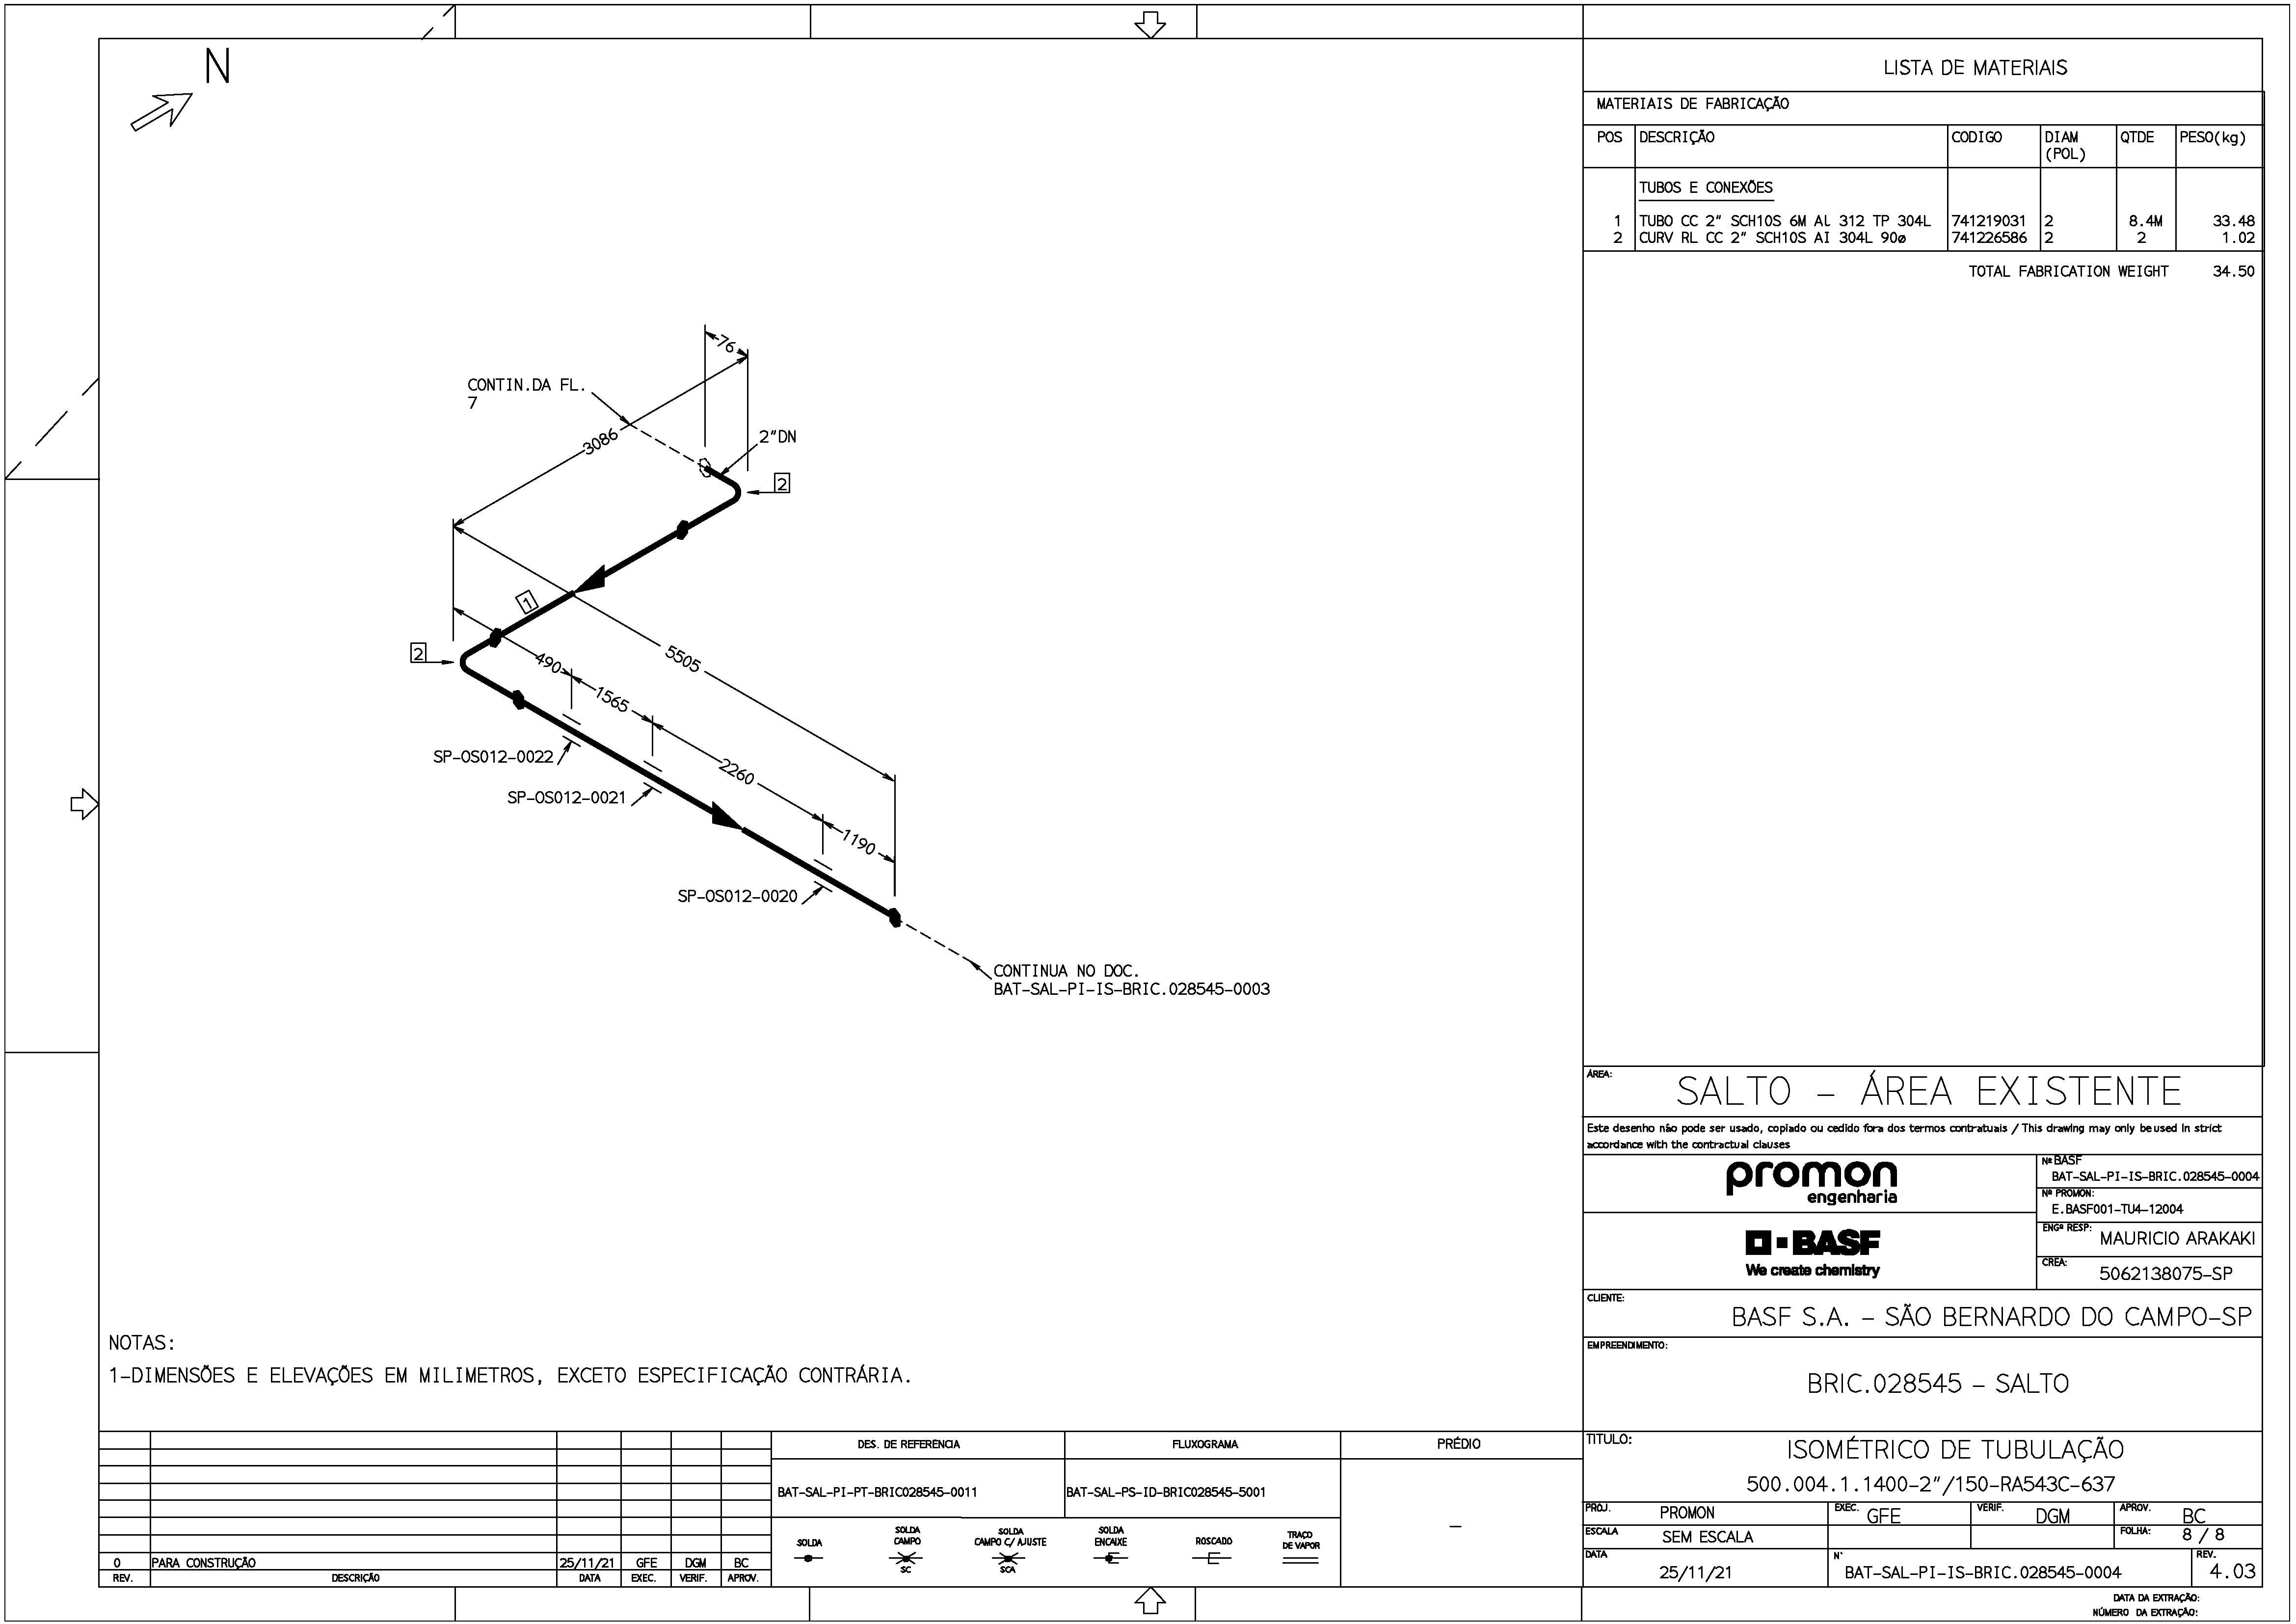 N
LISTA DE MATERIAIS
MATERIAIS DE FABRICAÇÃO
POS DESCRIÇÃO CODIGO DIAM (POL) QTDE PESO(kg)
TUBOS E CONEXÕES
1 TUBO CC 2" SCH10S 6M AL 312 TP 304L 741219031 2 8.4M 33.48
2 CURV RL CC 2" SCH10S AI 304L 90ø 741226586 2 2 1.02
TOTAL FABRICATION WEIGHT 34.50
76
CONTIN.DA FL.
7
3086
2"DN
2
1
2
490
5505
1565
SP-OS012-0022
2260
SP-OS012-0021
1190
SP-OS012-0020
CONTINUA NO DOC.
BAT-SAL-PI-IS-BRIC.028545-0003
NOTAS:
1-DIMENSÕES E ELEVAÇÕES EM MILIMETROS, EXCETO ESPECIFICAÇÃO CONTRÁRIA.
ÁREA:
SALTO - ÁREA EXISTENTE
Este desenho não pode ser usado, copiado ou cedido fora dos termos contratuais / This drawing may only be used in strict
accordance with the contractual clauses
promon
engenharia
Nº BASF
BAT-SAL-PI-IS-BRIC.028545-0004
Nº PROMON:
E.BASF001-TU4-12004
BASF
We create chemistry
ENGº RESP:
MAURICIO ARAKAKI
CREA:
5062138075-SP
CLIENTE:
BASF S.A. - SÃO BERNARDO DO CAMPO-SP
EMPREENDIMENTO:
BRIC.028545 - SALTO
TITULO:
ISOMÉTRICO DE TUBULAÇÃO
500.004.1.1400-2"/150-RA543C-637
PROJ. PROMON EXEC. GFE VERIF. DGM APROV. BC
ESCALA SEM ESCALA FOLHA: 8 / 8
DATA 25/11/21 N° BAT-SAL-PI-IS-BRIC.028545-0004 REV. 4.03
DATA DA EXTRAÇÃO:
NÚMERO DA EXTRAÇÃO:
DES. DE REFERÊNCIA FLUXOGRAMA PRÉDIO
BAT-SAL-PI-PT-BRIC028545-0011 BAT-SAL-PS-ID-BRIC028545-5001 -
SOLDA
SOLDA CAMPO
SC
SOLDA CAMPO C/ AJUSTE
SCA
SOLDA ENCAIXE
ROSCADO
TRAÇO DE VAPOR
0 PARA CONSTRUÇÃO 25/11/21 GFE DGM BC
REV. DESCRIÇÃO DATA EXEC. VERIF. APROV.